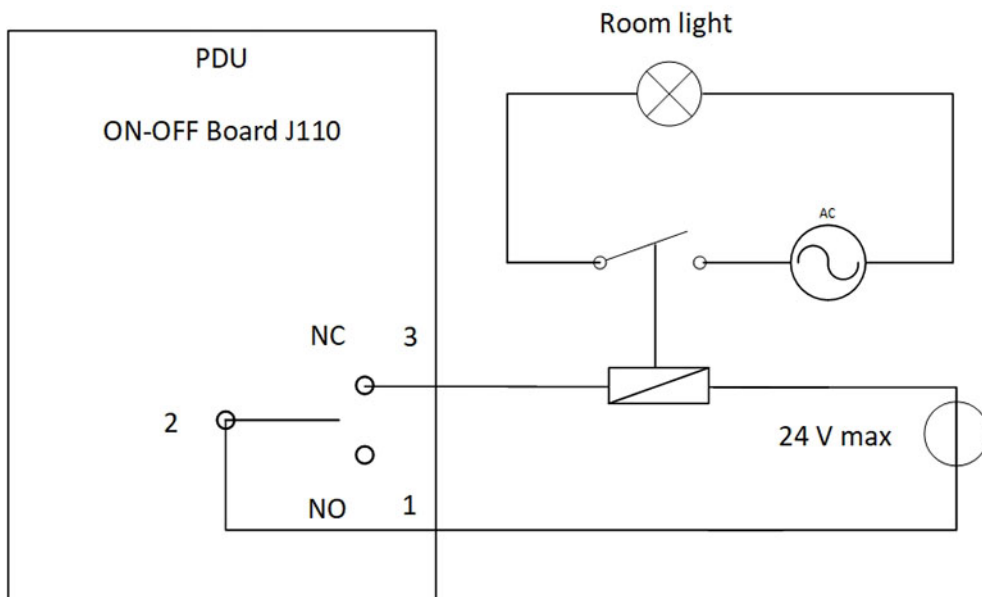 Room light
PDU
ON-OFF Board J110
AC
NC 3
2
24 V max
NO 1